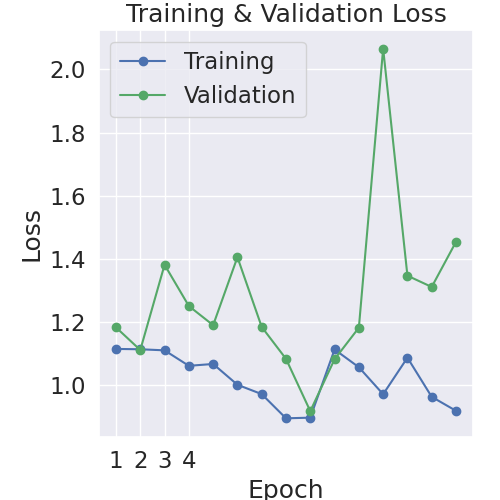 Training & Validation Loss
Training
Validation
2.0
1.8
1.6
1.4
1.2
1.0
Loss
1 2 3 4
Epoch